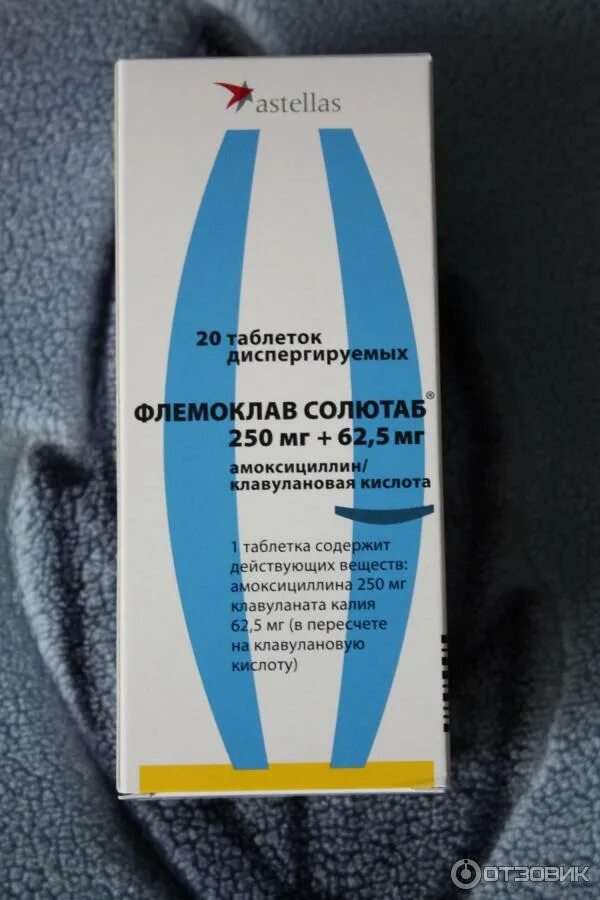 astellas
20 таблеток
диспергируемых
ФЛЕМОКЛАВ СОЛЮТАБ®
250 мг + 62,5 мг
амоксициллин/
клавулановая кислота
1 таблетка содержит
действующих веществ:
амоксициллина 250 мг
клавуланата калия
62,5 мг (в пересчете
на клавулановую
кислоту)
ОТЗОВИК